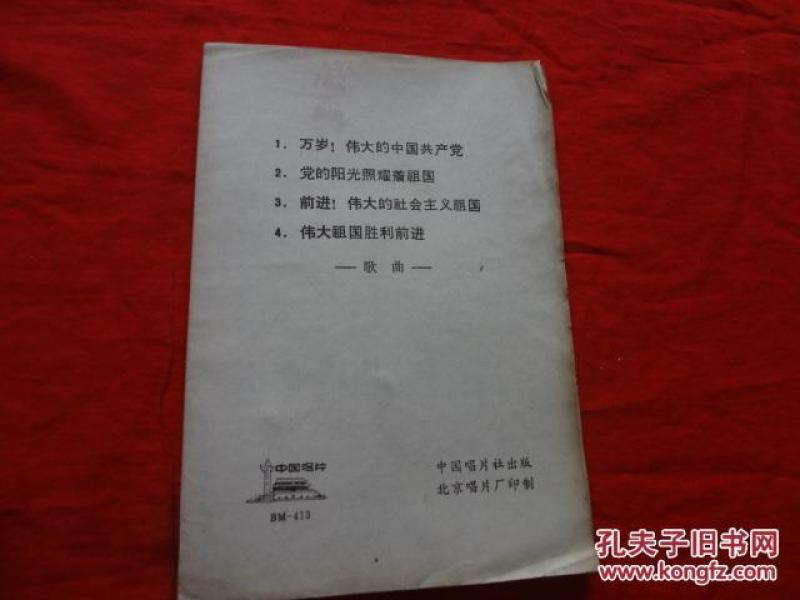 1. 万岁！伟大的中国共产党
2. 党的阳光照耀着祖国
3. 前进！伟大的社会主义祖国
4. 伟大祖国胜利前进
— 歌 曲 —
中国唱片
BM-413
中国唱片社出版
北京唱片厂印制
孔夫子旧书网
www.kongfz.com